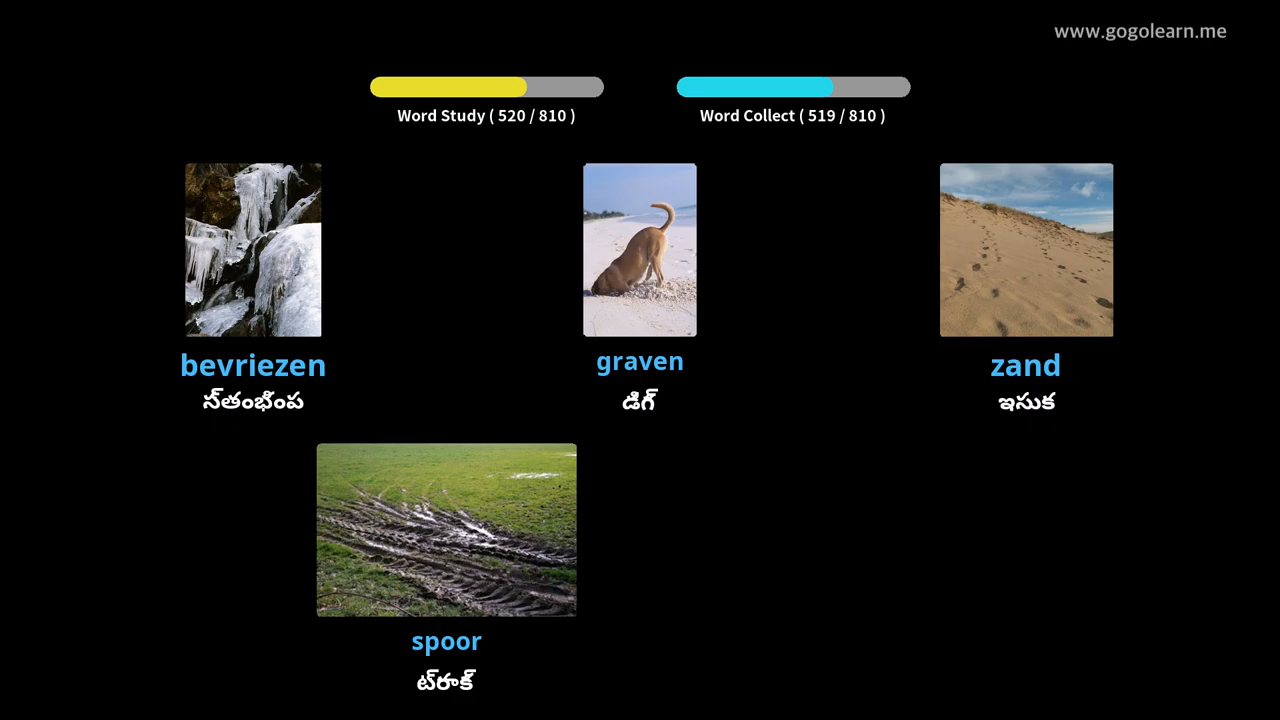 www.gogolearn.me
Word Study ( 520 / 810 )
Word Collect ( 519 / 810 )
bevriezen
graven
zand
స్‌తంభింప
డిగ్
ఇసుక
spoor
ట్‌రాక్